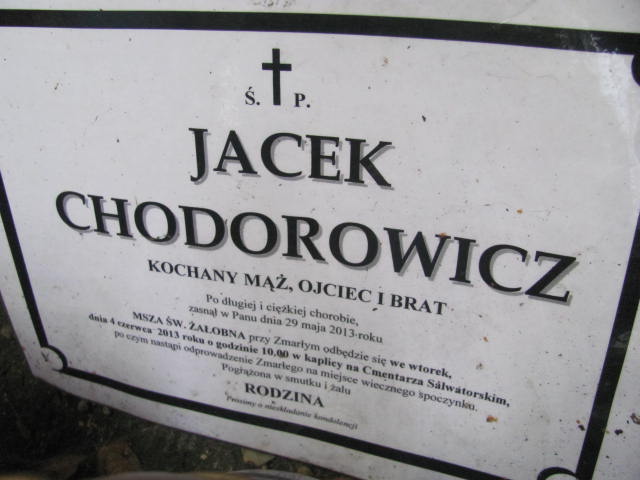 Ś. P.
JACEK
CHODOROWICZ
KOCHANY MĄŻ, OJCIEC I BRAT
Po długiej i ciężkiej chorobie,
zasnął w Panu dnia 29 maja 2013 roku
MSZA ŚW. ŻAŁOBNA przy Zmarłym odbędzie się we wtorek,
dnia 4 czerwca 2013 roku o godzinie 10.00 w kaplicy na Cmentarza Salwatorskim,
po czym nastąpi odprowadzenie Zmarłego na miejsce wiecznego spoczynku.
Pogrążona w smutku i żalu
RODZINA
Prosimy o nieskładanie kondolencji